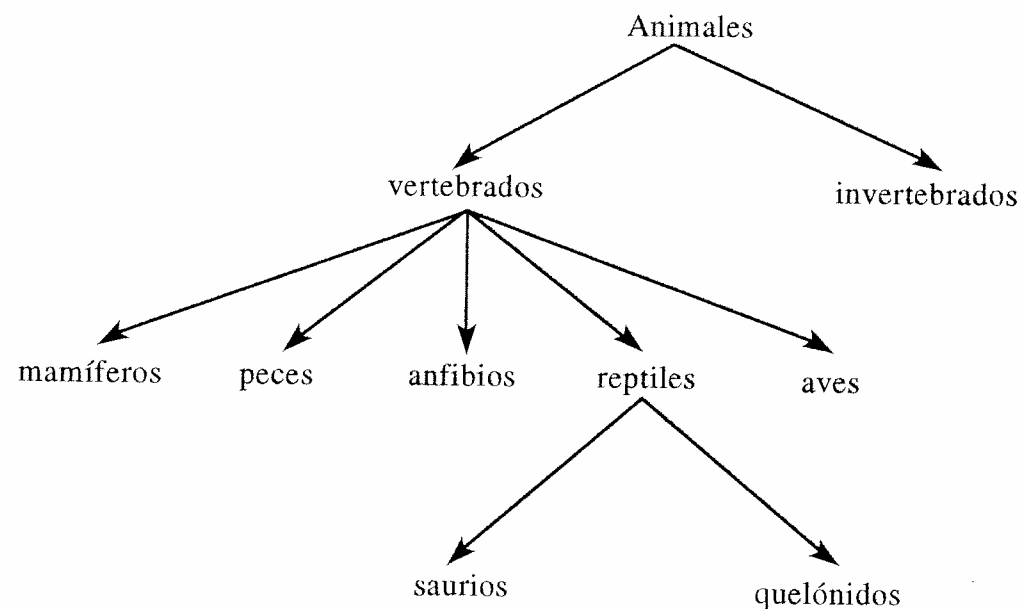 Animales
vertebrados
invertebrados
mamíferos
peces
anfibios
reptiles
aves
saurios
quelónidos